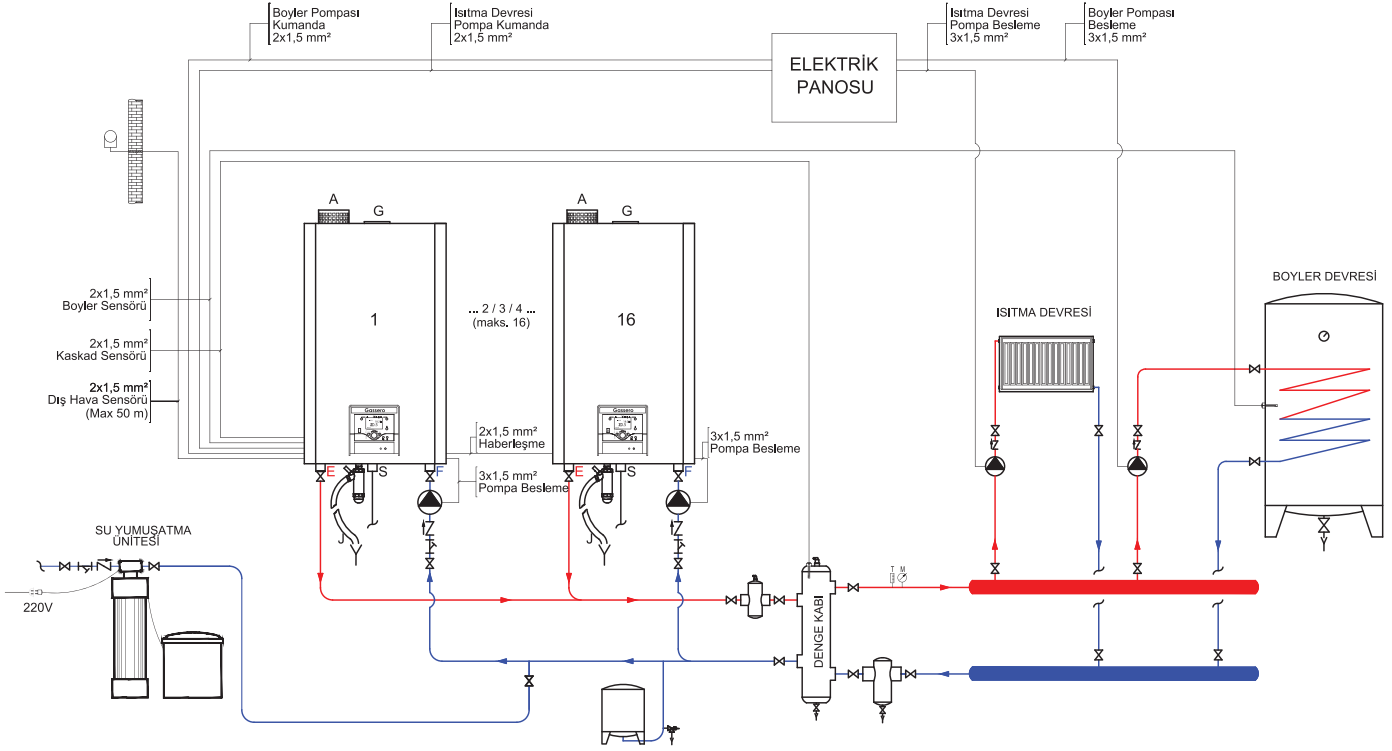 Boyler Pompası
Kumanda
2x1,5 mm²
Isıtma Devresi
Pompa Kumanda
2x1,5 mm²
Isıtma Devresi
Pompa Besleme
3x1,5 mm²
Boyler Pompası
Besleme
3x1,5 mm²
ELEKTRİK
PANOSU
A
G
A
G
2x1,5 mm²
Boyler Sensörü
2x1,5 mm²
Kaskad Sensörü
2x1,5 mm²
Dış Hava Sensörü
(Max 50 m)
1
... 2 / 3 / 4 ...
(maks. 16)
16
Gassero
Gassero
BOYLER DEVRESİ
ISITMA DEVRESİ
2x1,5 mm²
Haberleşme
3x1,5 mm²
Pompa Besleme
3x1,5 mm²
Pompa Besleme
E
S
F
E
S
F
SU YUMUŞATMA
ÜNİTESİ
220V
T
M
DENGE KABI